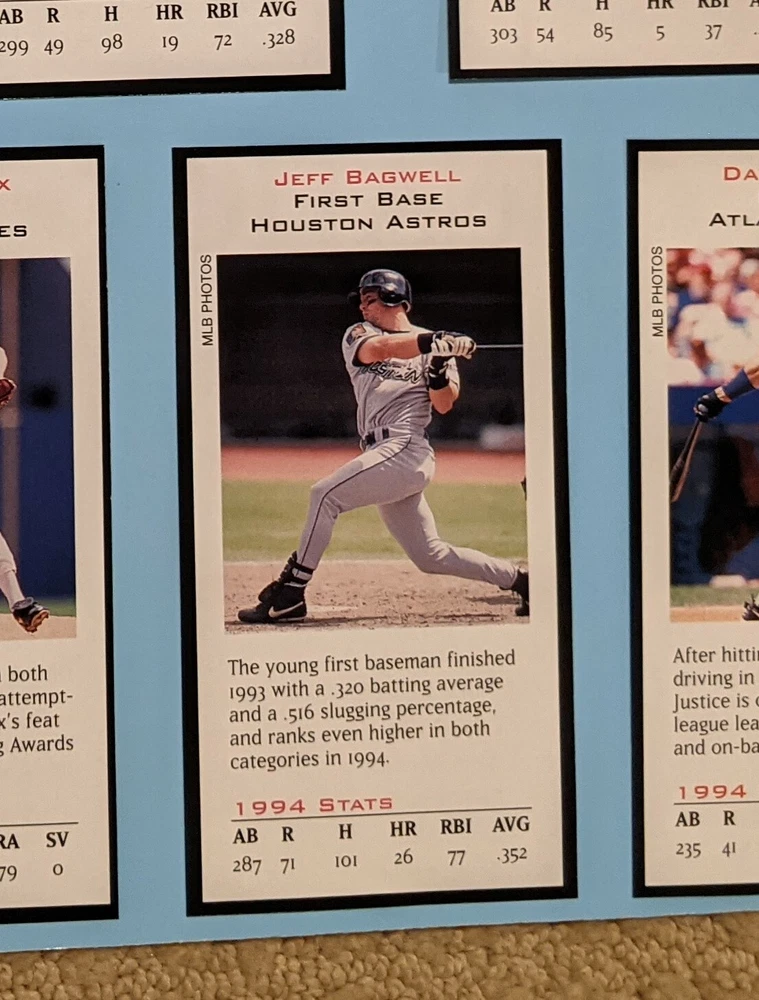 AB R H HR RBI AVG
299 49 98 19 72 .328
AB R H HR RBI
303 54 85 5 37
X
ES
both
attempt-
x's feat
Awards
RA SV
79 0
JEFF BAGWELL
FIRST BASE
HOUSTON ASTROS
MLB PHOTOS
The young first baseman finished
1993 with a .320 batting average
and a .516 slugging percentage,
and ranks even higher in both
categories in 1994.
1994 STATS
AB R H HR RBI AVG
287 71 101 26 77 .352
DA
ATLA
MLB PHOTOS
After hittin
driving in
Justice is
league lea
and on-ba
1994
AB R
235 41